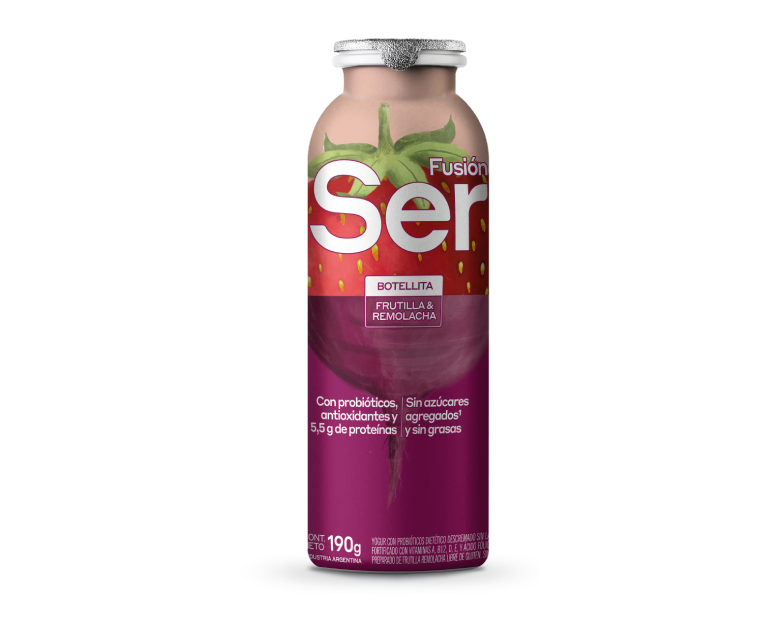 Fusión
Ser
BOTELLITA
FRUTILLA &
REMOLACHA
Con probióticos,
antioxidantes y
5,5 g de proteínas
Sin azúcares
agregados¹
y sin grasas
CONT.
NETO
190g
INDUSTRIA ARGENTINA
YOGUR CON PROBIÓTICOS DIETÉTICO DESCREMADO SIN
FORTIFICADO CON VITAMINAS A, B12, D, E, Y ÁCIDO
PREPARADO DE FRUTILLA REMOLACHA LIBRE DE GLUTEN.